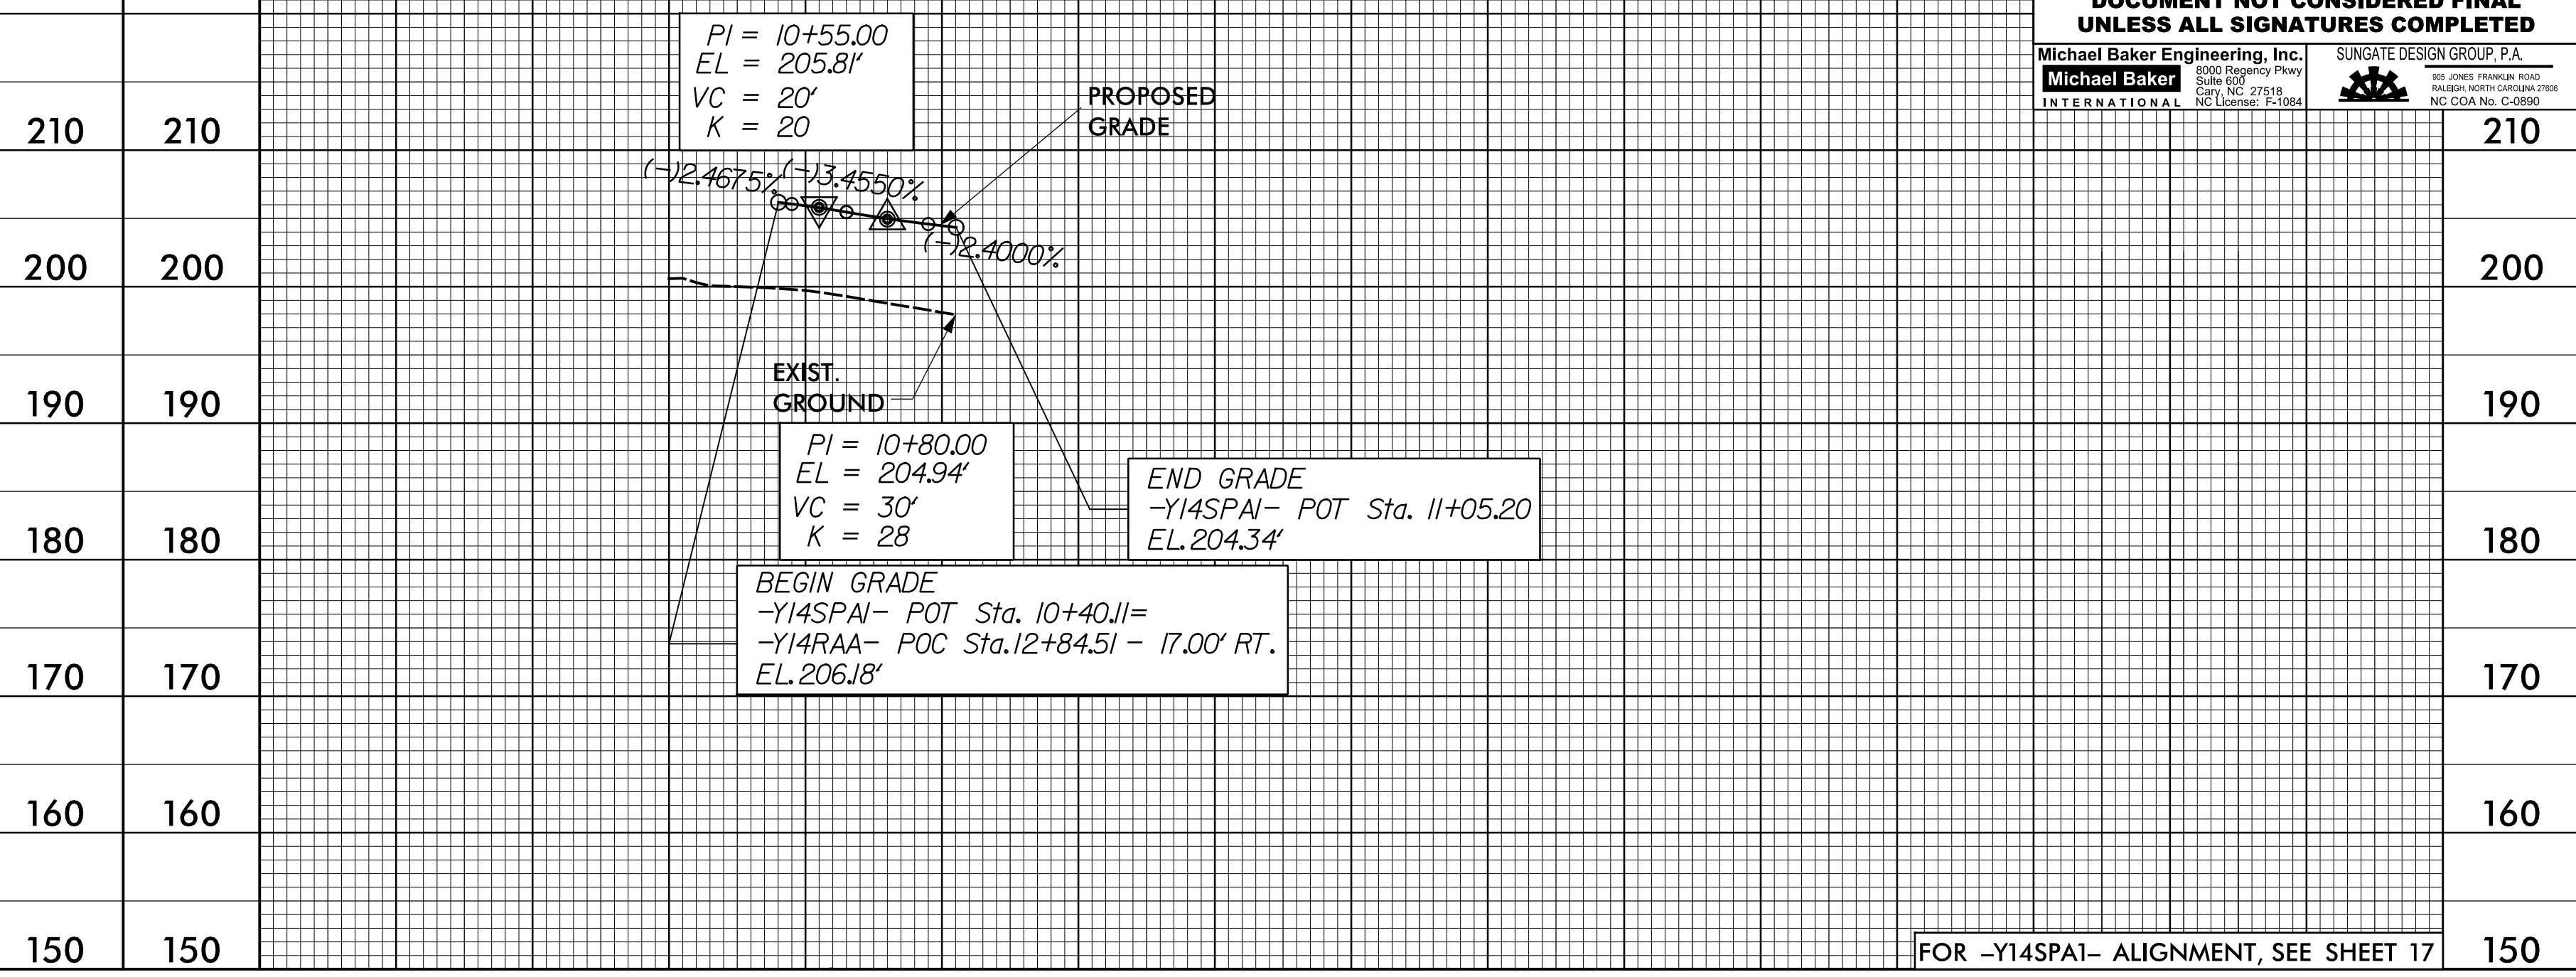 DOCUMENT NOT CONSIDERED FINAL
UNLESS ALL SIGNATURES COMPLETED
Michael Baker Engineering, Inc.
Michael Baker
INTERNATIONAL
8000 Regency Pkwy
Suite 600
Cary, NC 27518
NC License: F-1084
SUNGATE DESIGN GROUP, P.A.
905 JONES FRANKLIN ROAD
RALEIGH, NORTH CAROLINA 27606
NC COA No. C-0890
PI = 10+55.00
EL = 205.81'
VC = 20'
K = 20
PROPOSED
GRADE
210 210 210
(-)2.4675% (-)3.4550%
(-)2.4000%
200 200 200
EXIST.
GROUND
190 190 190
PI = 10+80.00
EL = 204.94'
VC = 30'
K = 28
END GRADE
-Y14SPA1- POT Sta. 11+05.20
EL. 204.34'
180 180 180
BEGIN GRADE
-Y14SPA1- POT Sta. 10+40.11=
-Y14RAA- POC Sta. 12+84.51 - 17.00' RT.
EL. 206.18'
170 170 170
160 160 160
150 150 150
FOR -Y14SPA1- ALIGNMENT, SEE SHEET 17